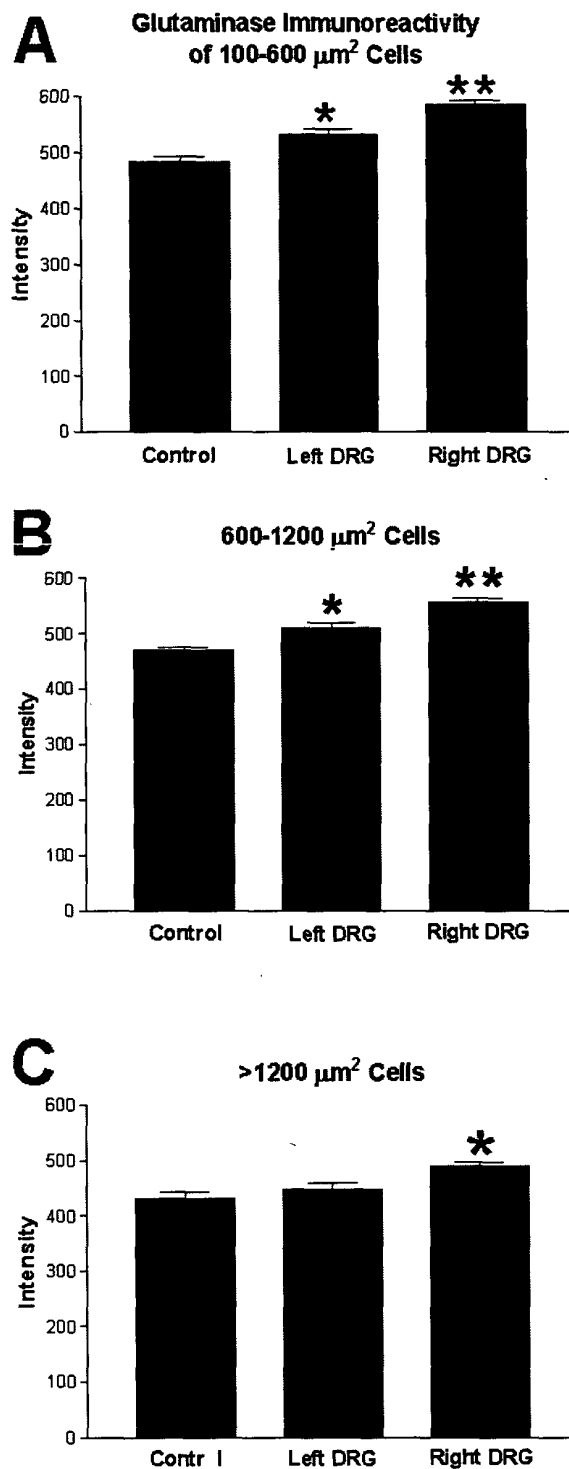 A
Glutaminase Immunoreactivity
of 100-600 μm² Cells
600
500
400
300
200
100
0
Intensity
*
**
Control
Left DRG
Right DRG
B
600-1200 μm² Cells
600
500
400
300
200
100
0
Intensity
*
**
Control
Left DRG
Right DRG
C
>1200 μm² Cells
600
500
400
300
200
100
0
Intensity
*
Contr l
Left DRG
Right DRG